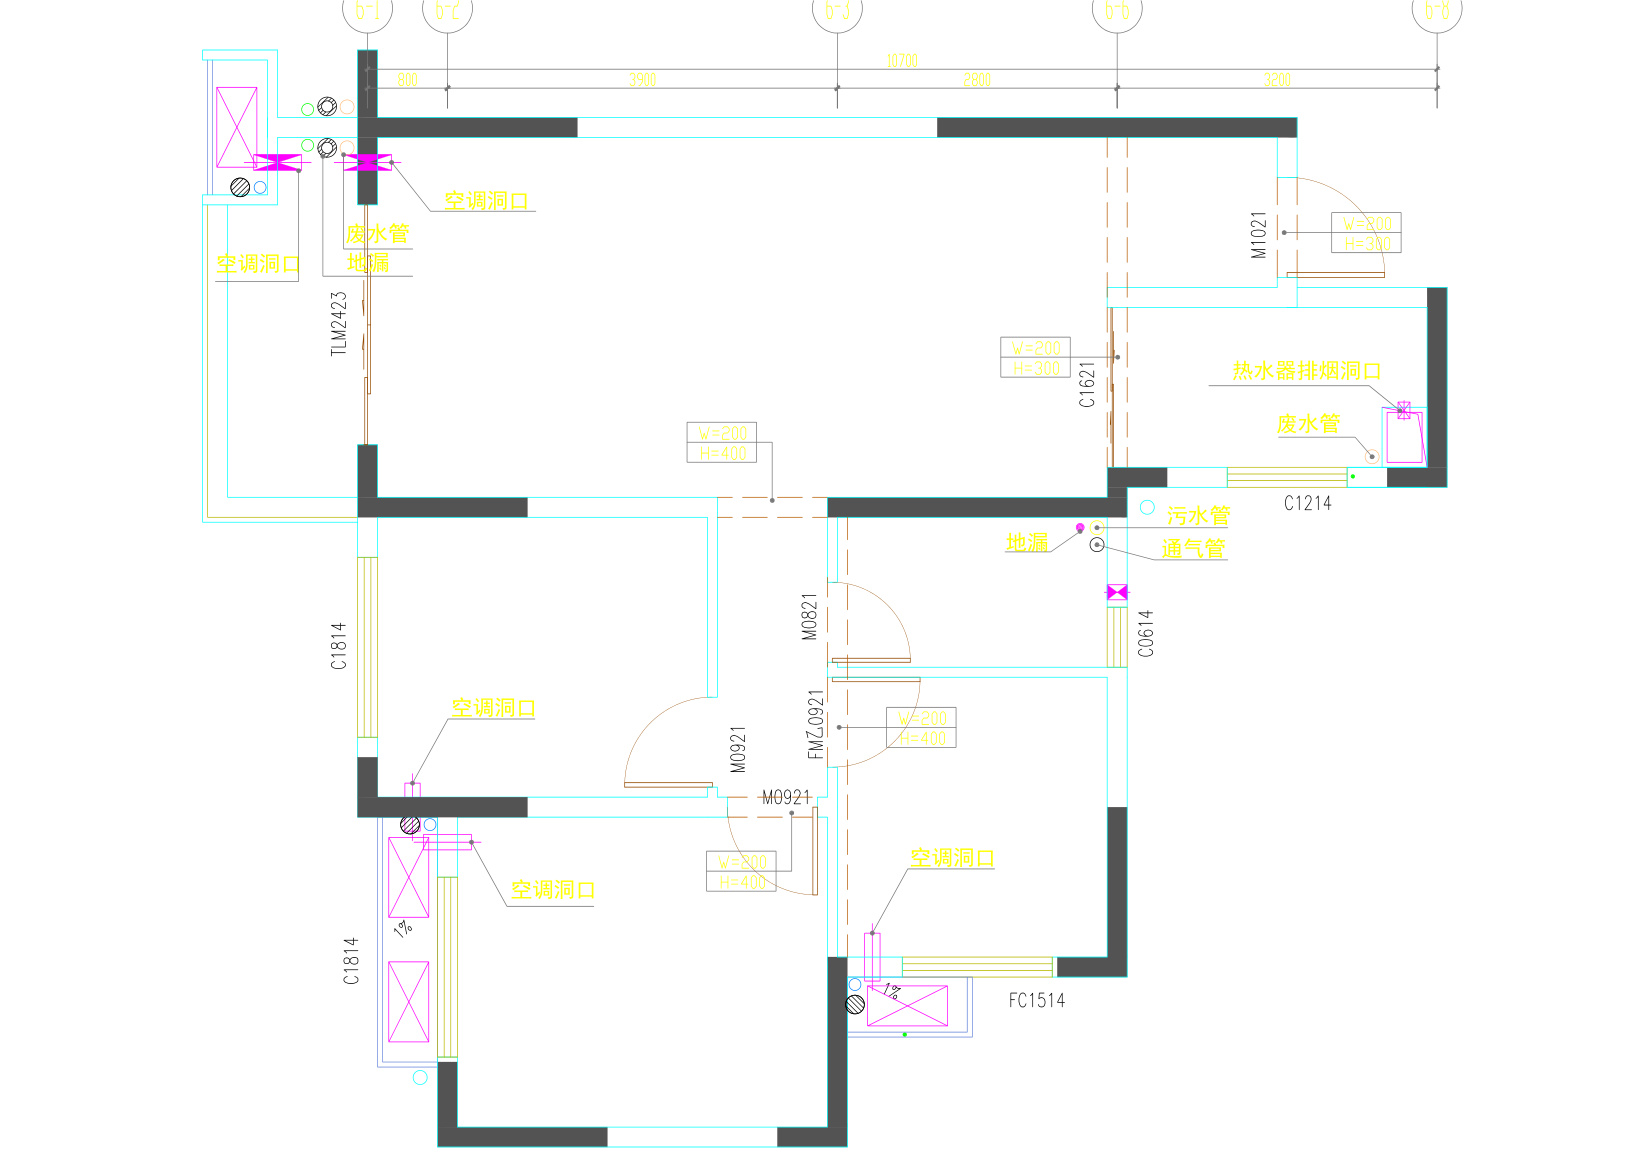 6-1 6-2 6-3 6-6 6-8
10700
800 3900 2800 3200
空调洞口
废水管
地漏
空调洞口
TLM2423
M1021
W=200
H=300
W=200
H=300
C1621
热水器排烟洞口
废水管
C1214
W=200
H=400
污水管
地漏
通气管
M0821
C0614
C1814
空调洞口
M0921
FMZ0921
W=200
H=400
M0921
W=200
H=400
空调洞口
空调洞口
1%
C1814
1%
FC1514